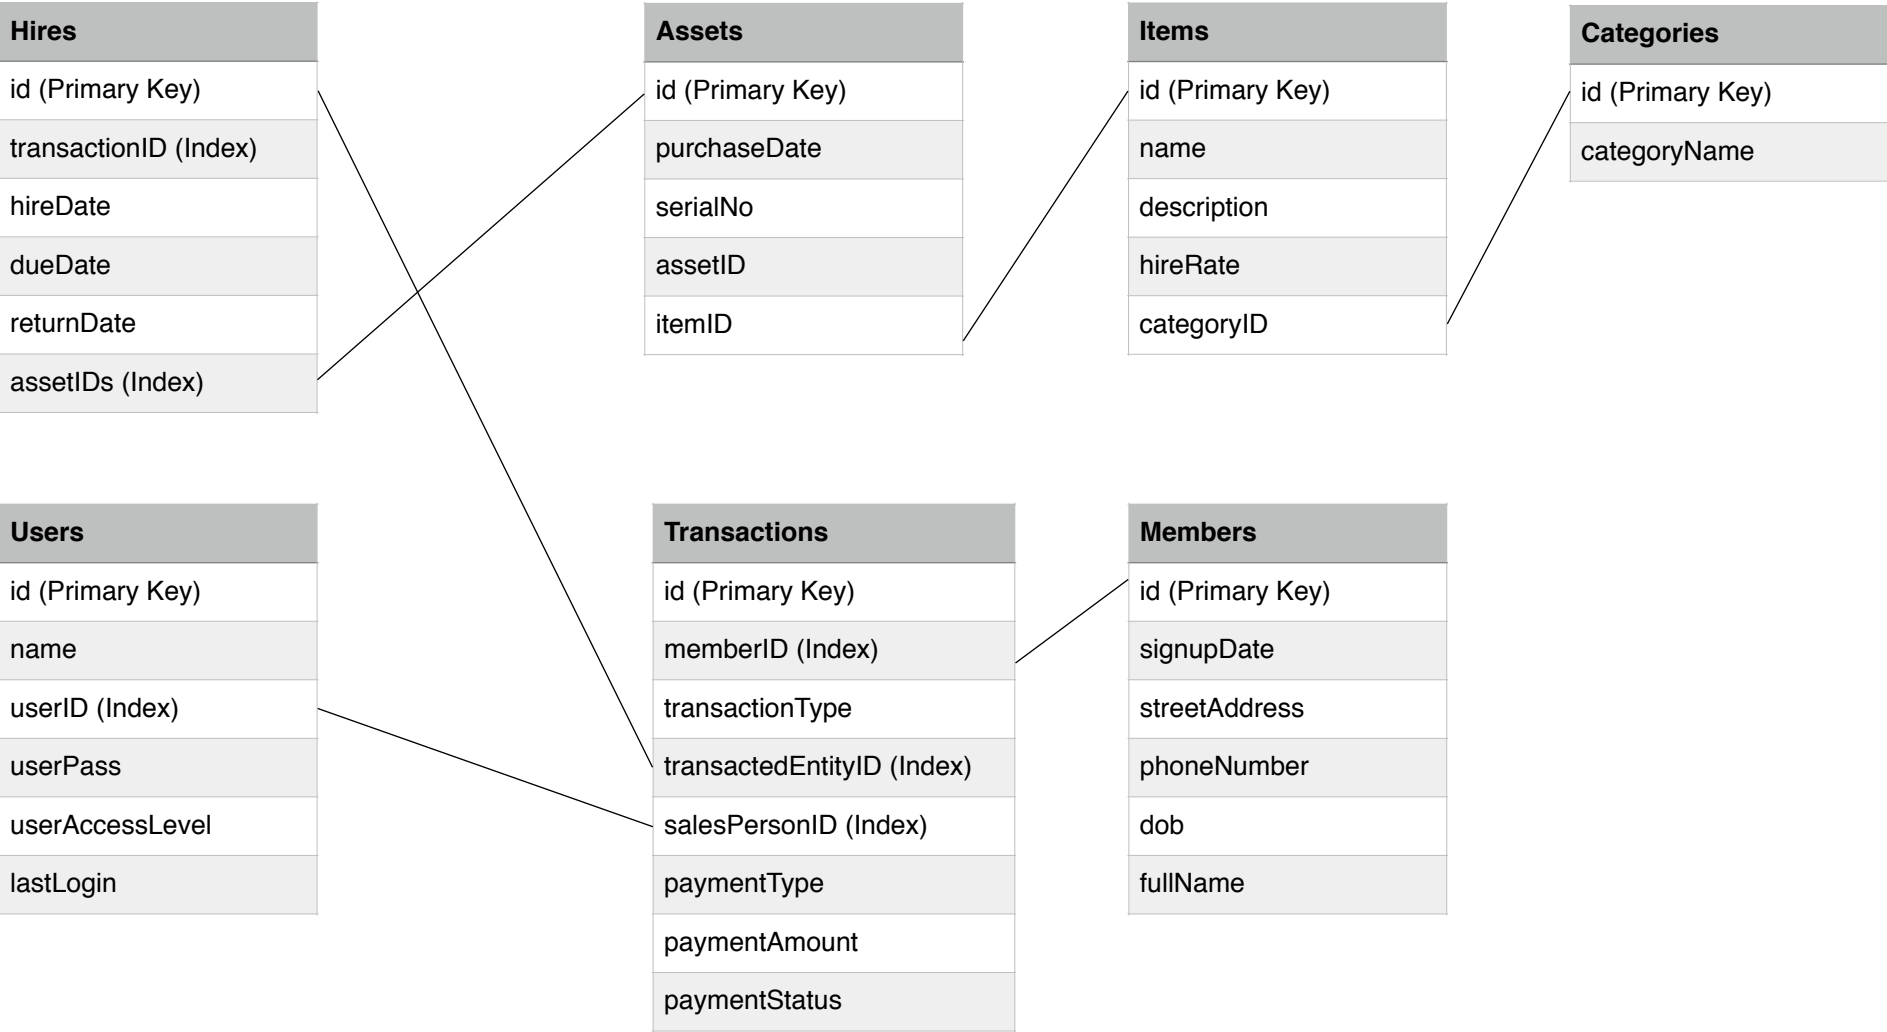 Hires
id (Primary Key)
transactionID (Index)
hireDate
dueDate
returnDate
assetIDs (Index)
Assets
id (Primary Key)
purchaseDate
serialNo
assetID
itemID
Items
id (Primary Key)
name
description
hireRate
categoryID
Categories
id (Primary Key)
categoryName
Users
id (Primary Key)
name
userID (Index)
userPass
userAccessLevel
lastLogin
Transactions
id (Primary Key)
memberID (Index)
transactionType
transactedEntityID (Index)
salesPersonID (Index)
paymentType
paymentAmount
paymentStatus
Members
id (Primary Key)
signupDate
streetAddress
phoneNumber
dob
fullName